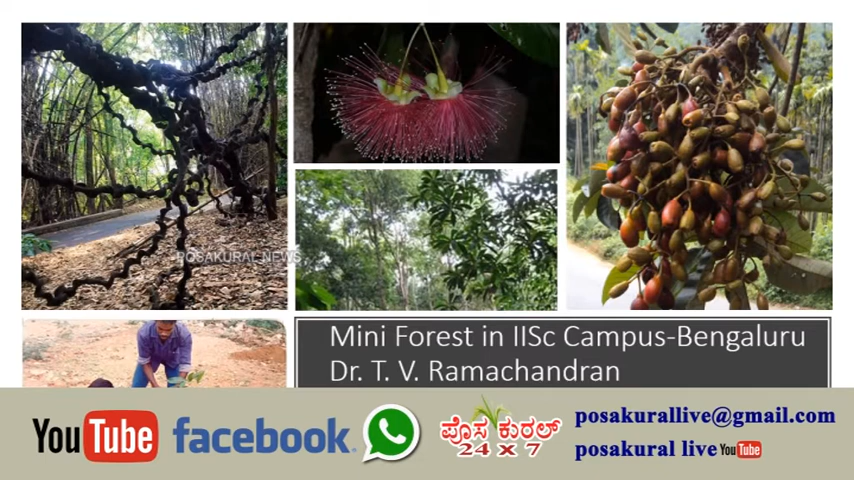 POSAKURAL NEWS
Mini Forest in IISc Campus-Bengaluru
Dr. T. V. Ramachandran
YouTube facebook. ಪೊಸ ಕುರಲ್ posakurallive@gmail.com
24 x 7 posakural live YouTube